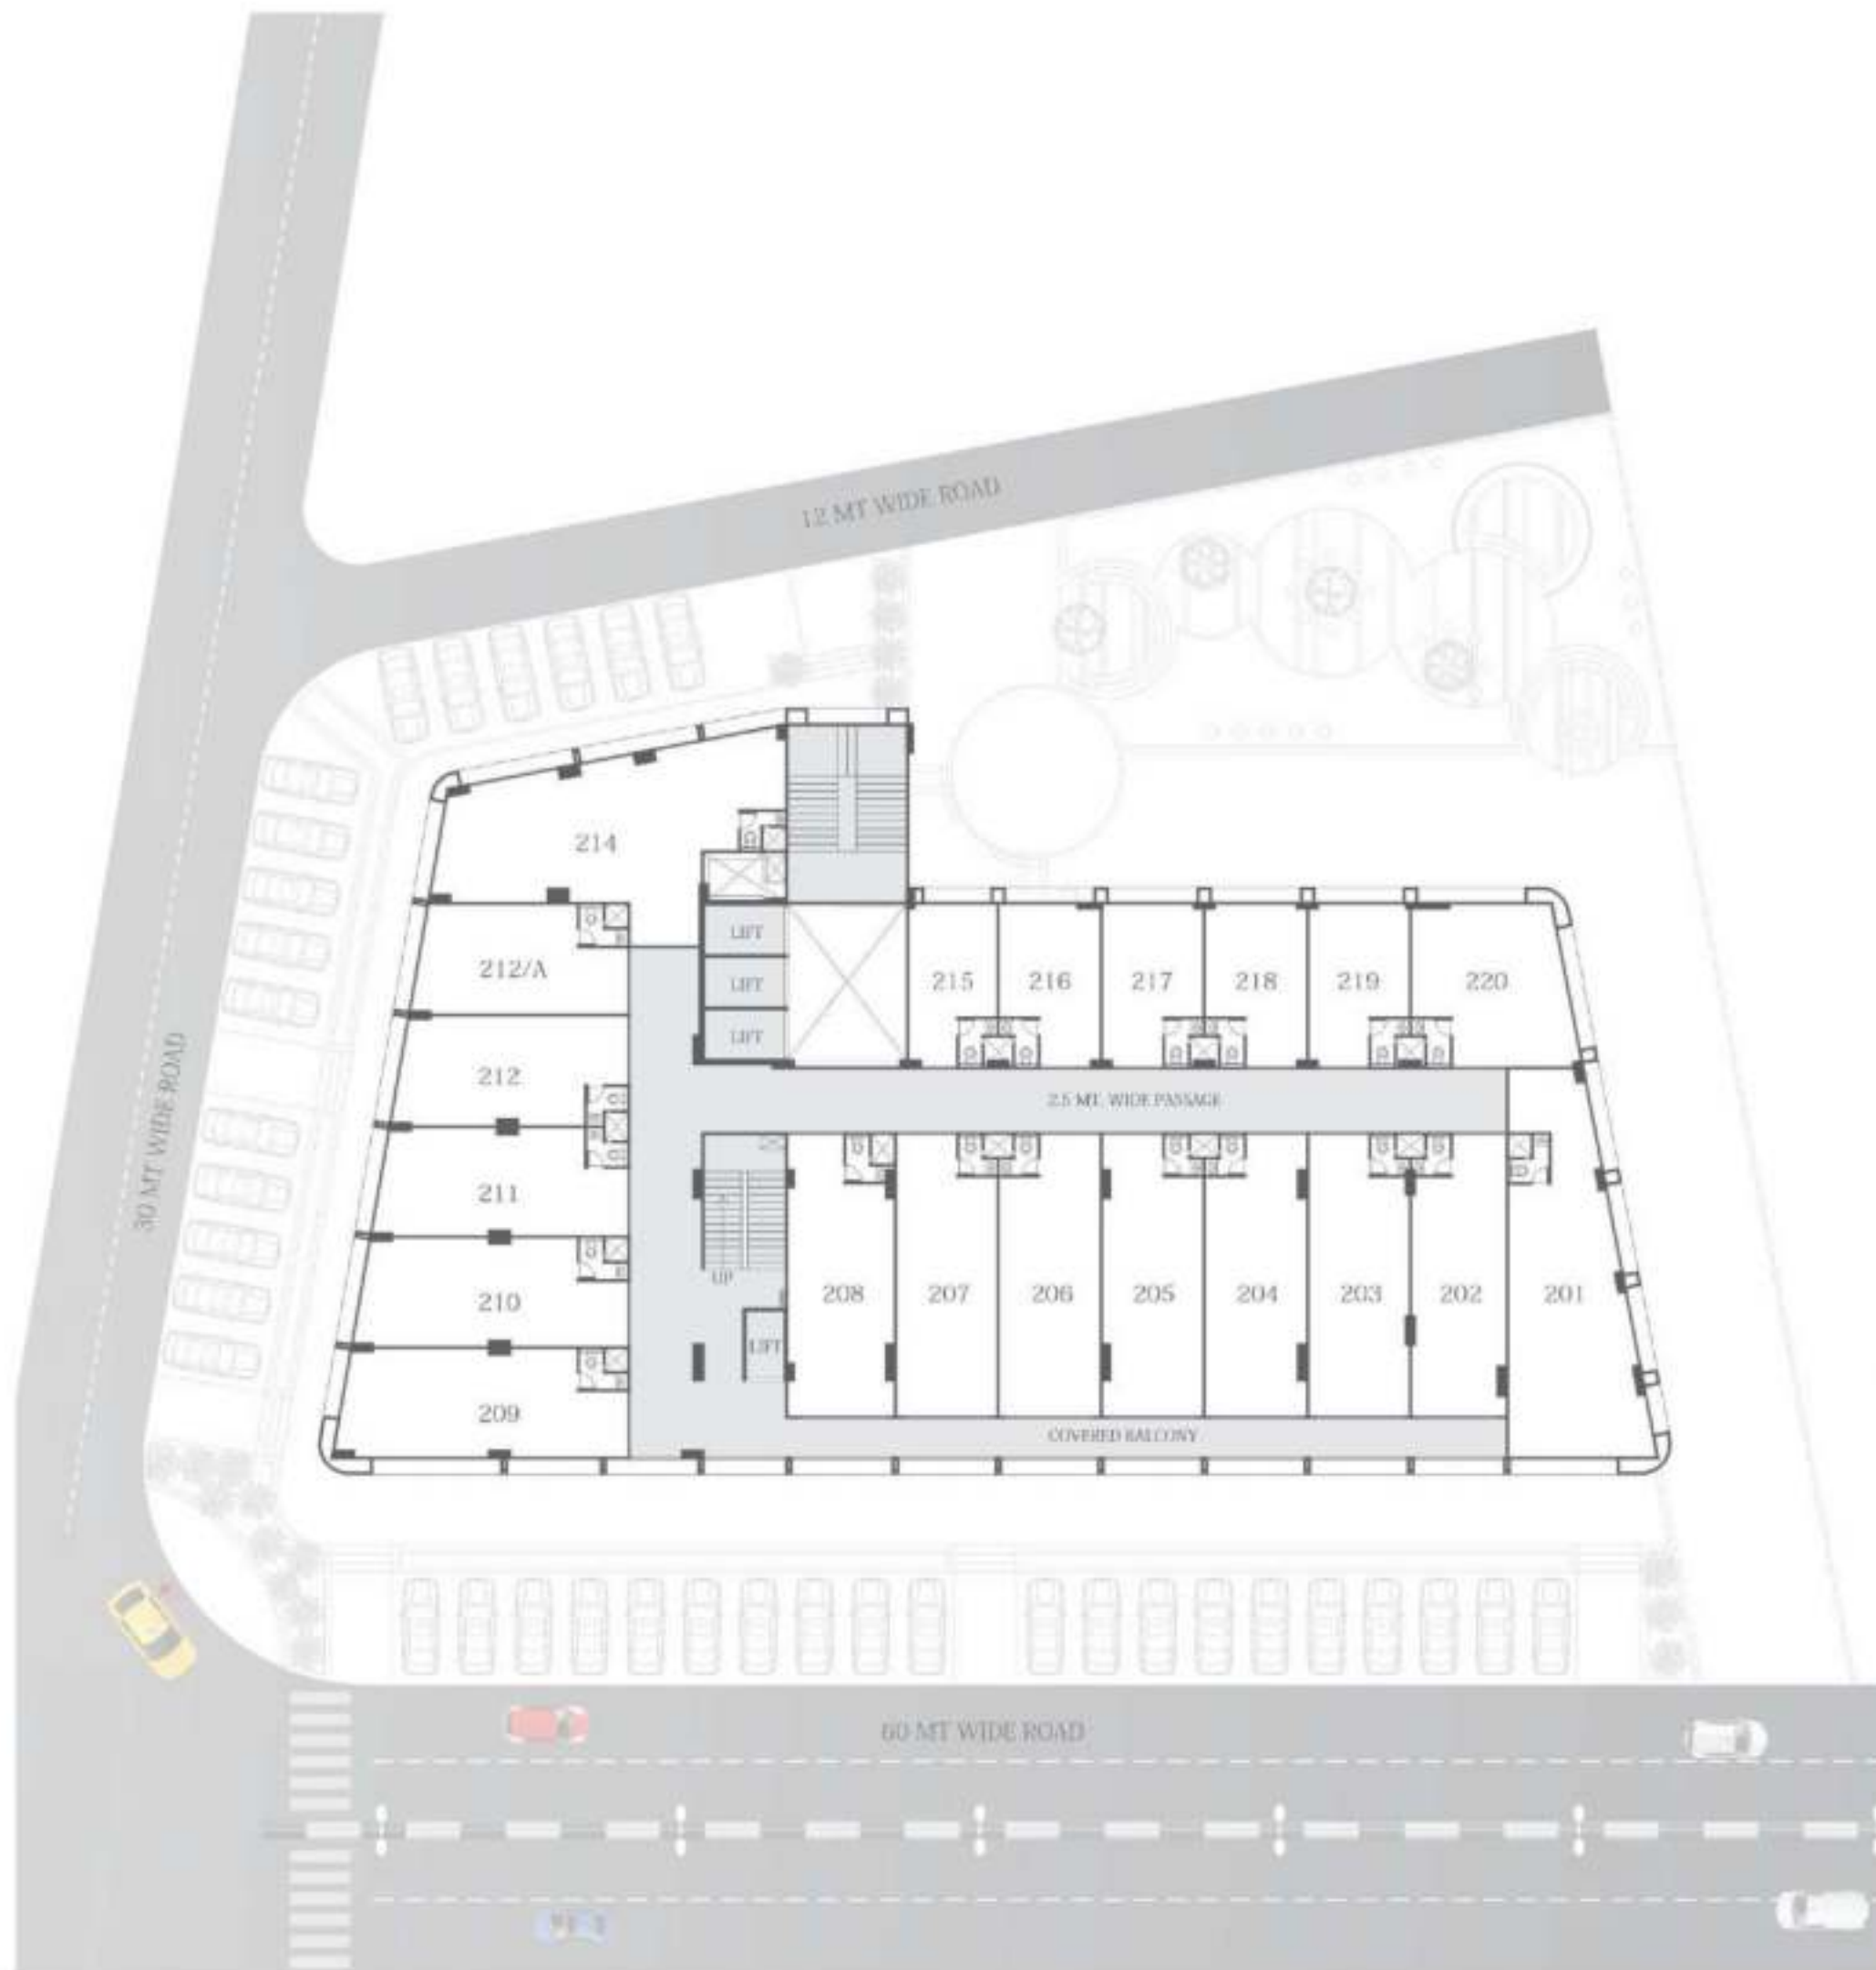 12 MT WIDE ROAD
30 MT WIDE ROAD
214
212/A
LIFT
LIFT
LIFT
215
216
217
218
219
220
212
2.5 MT. WIDE PASSAGE
211
UP
210
LIFT
208
207
206
205
204
203
202
201
209
COVERED BALCONY
60 MT WIDE ROAD